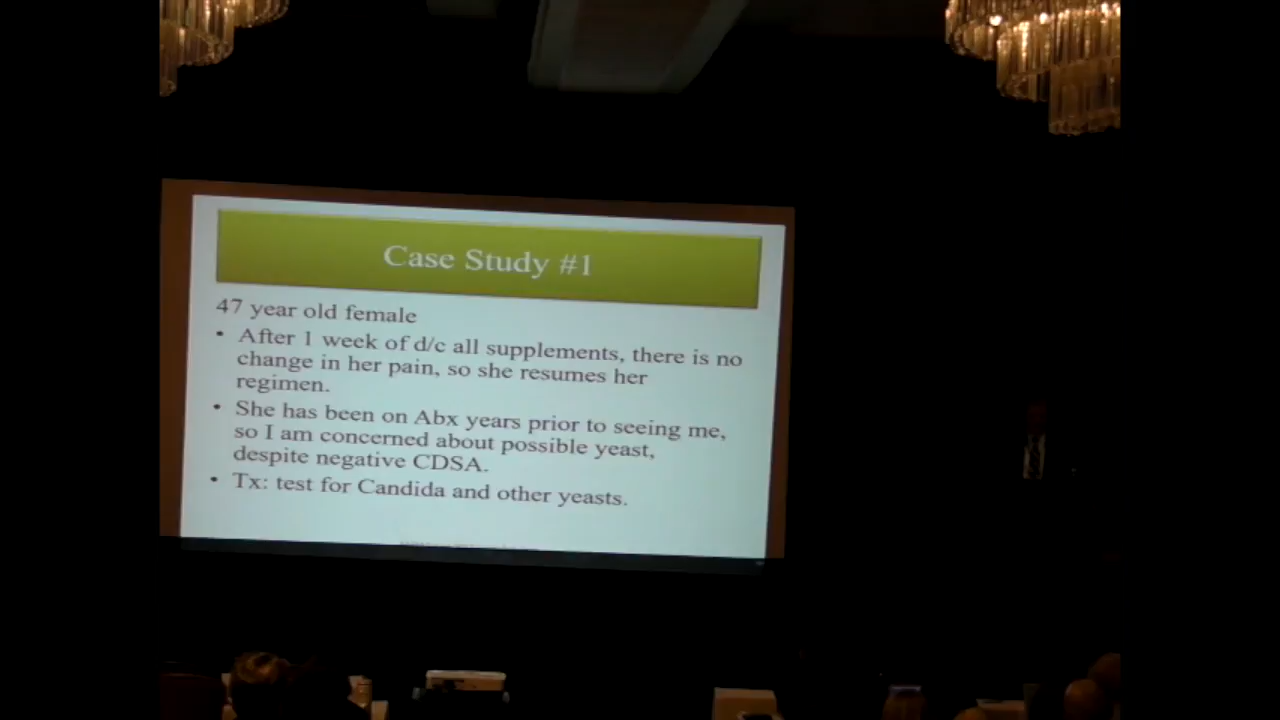 Case Study #1
47 year old female
• After 1 week of d/c all supplements, there is no
change in her pain, so she resumes her
regimen.
• She has been on Abx years prior to seeing me,
so I am concerned about possible yeast,
despite negative CDSA.
• Tx: test for Candida and other yeasts.